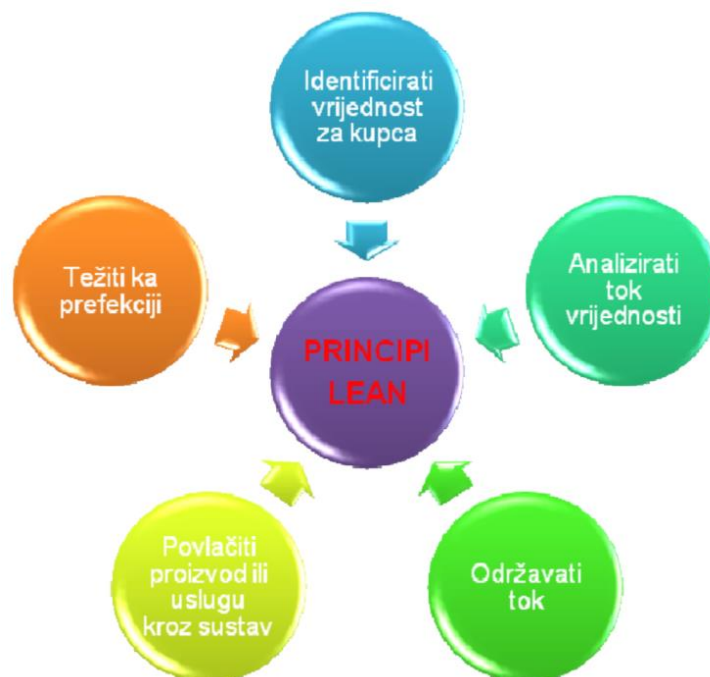 Identificirati
vrijednost
za kupca
Analizirati
tok
vrijednosti
Održavati
tok
Povlačiti
proizvod ili
uslugu
kroz sustav
Težiti ka
prefekciji
PRINCIPI
LEAN